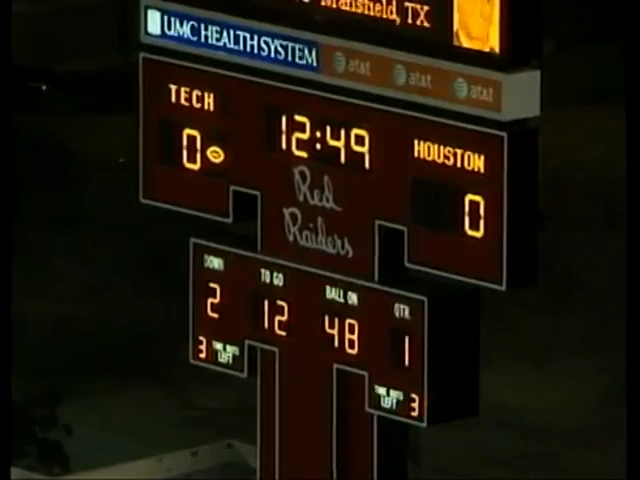 Mansfield, TX
UMC HEALTH SYSTEM
at&t at&t at&t
TECH
0
12:49
HOUSTON
0
Red
Raiders
DOWN TO GO BALL ON QTR
2 12 48 1
3 TIME OUTS LEFT
TIME OUTS LEFT 3